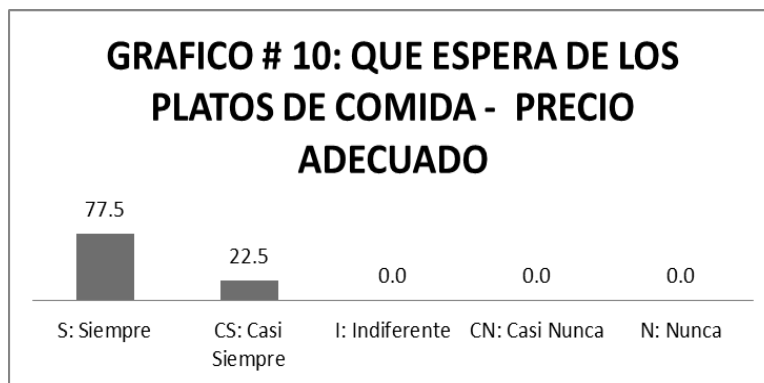 GRAFICO # 10: QUE ESPERA DE LOS
PLATOS DE COMIDA - PRECIO
ADECUADO
77.5
22.5
0.0
0.0
0.0
S: Siempre
CS: Casi
Siempre
I: Indiferente
CN: Casi Nunca
N: Nunca